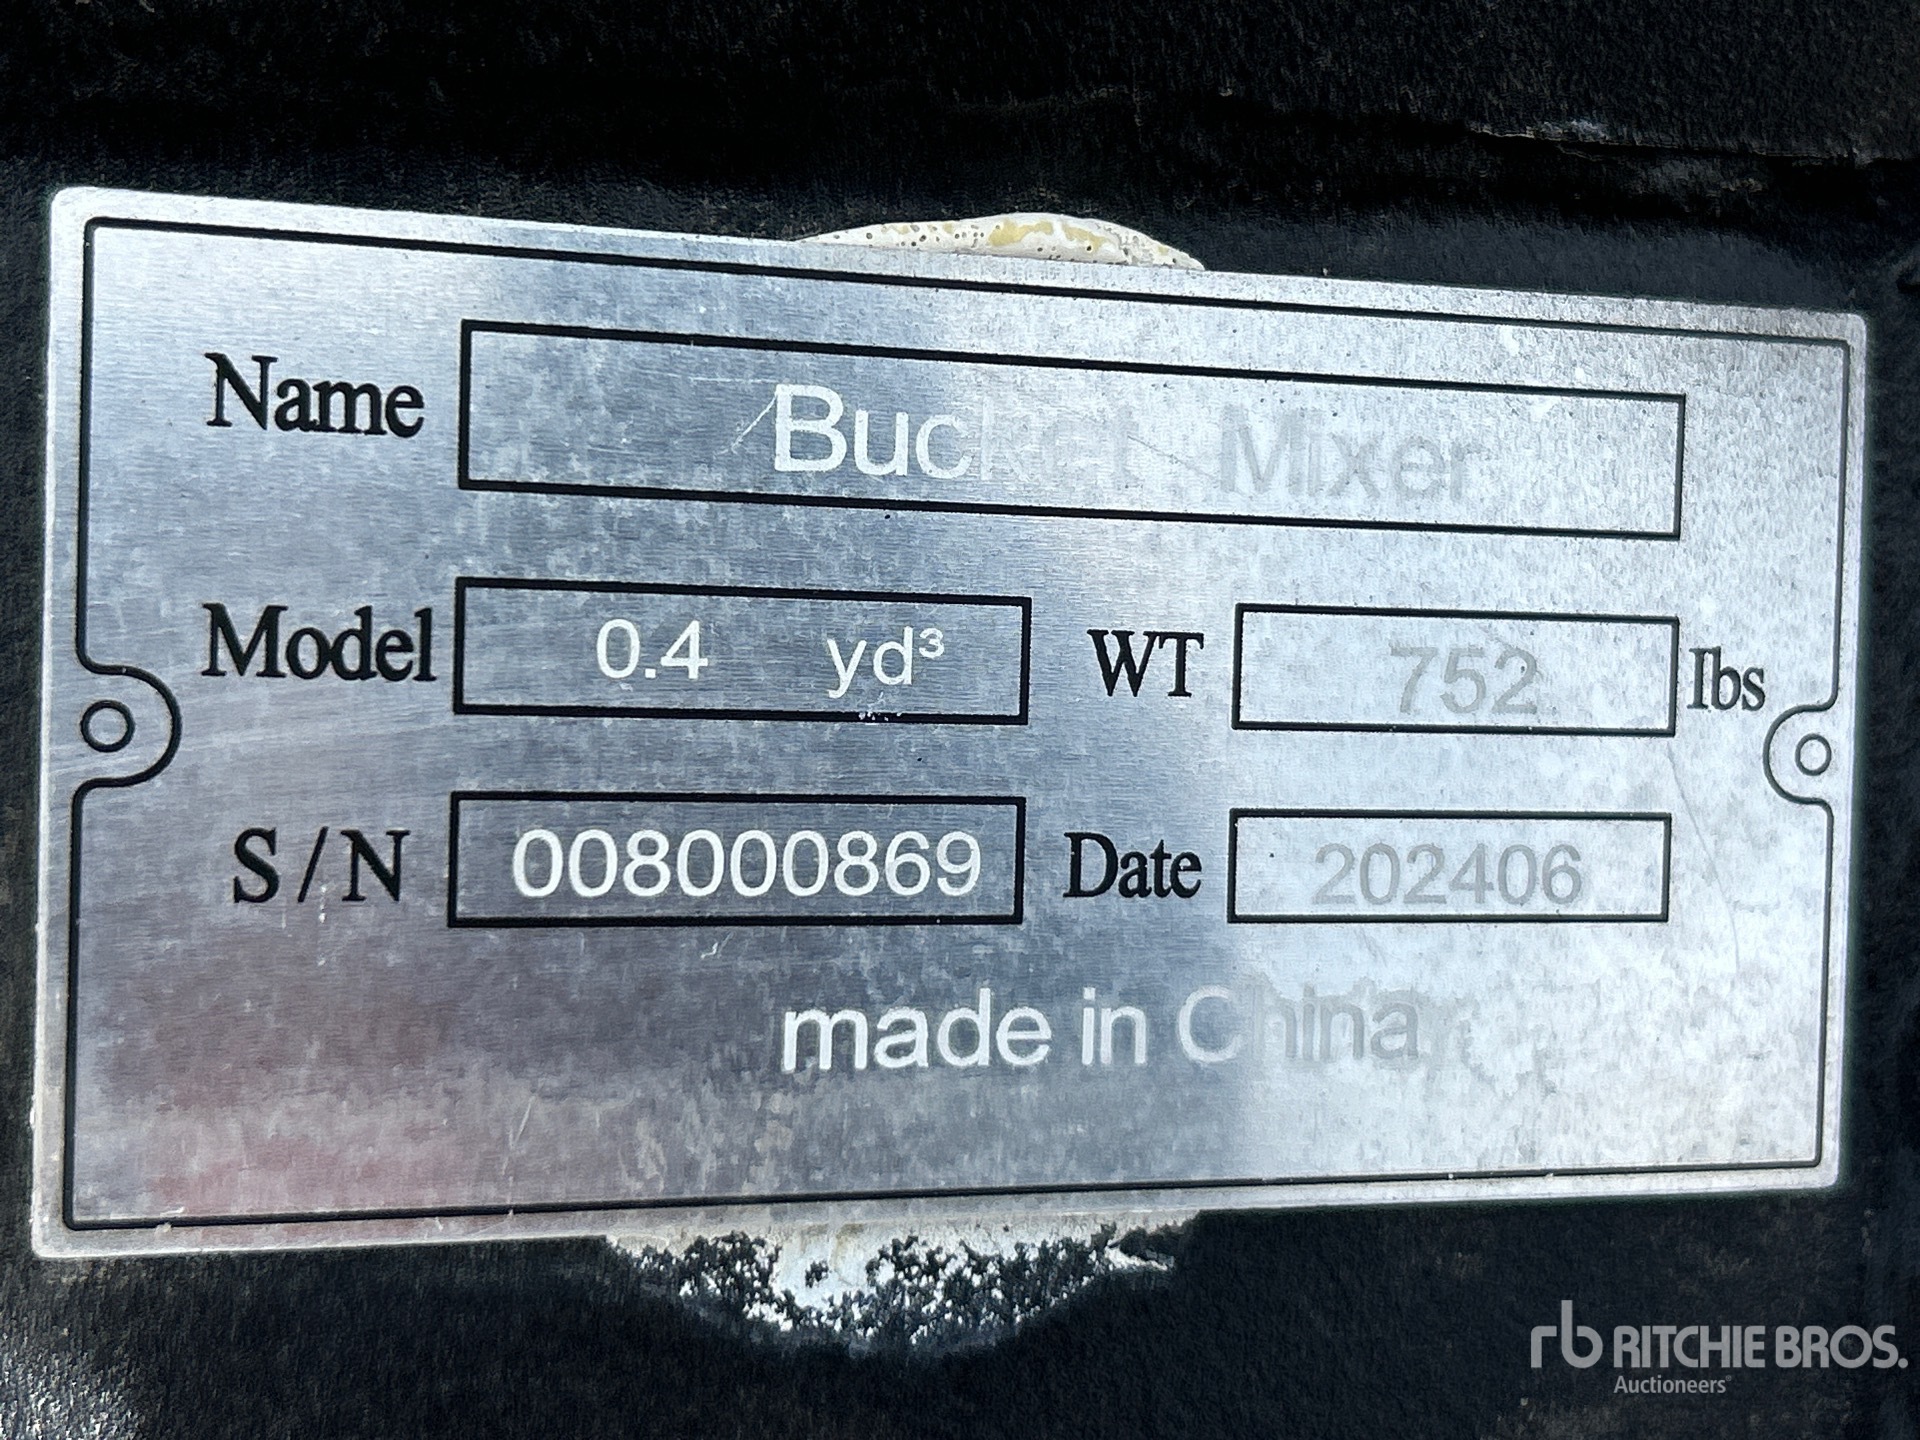 Name Bucket Mixer
Model 0.4 yd³ WT 752 lbs
S/N 008000869 Date 202406
made in China
rb RITCHIE BROS.
Auctioneers